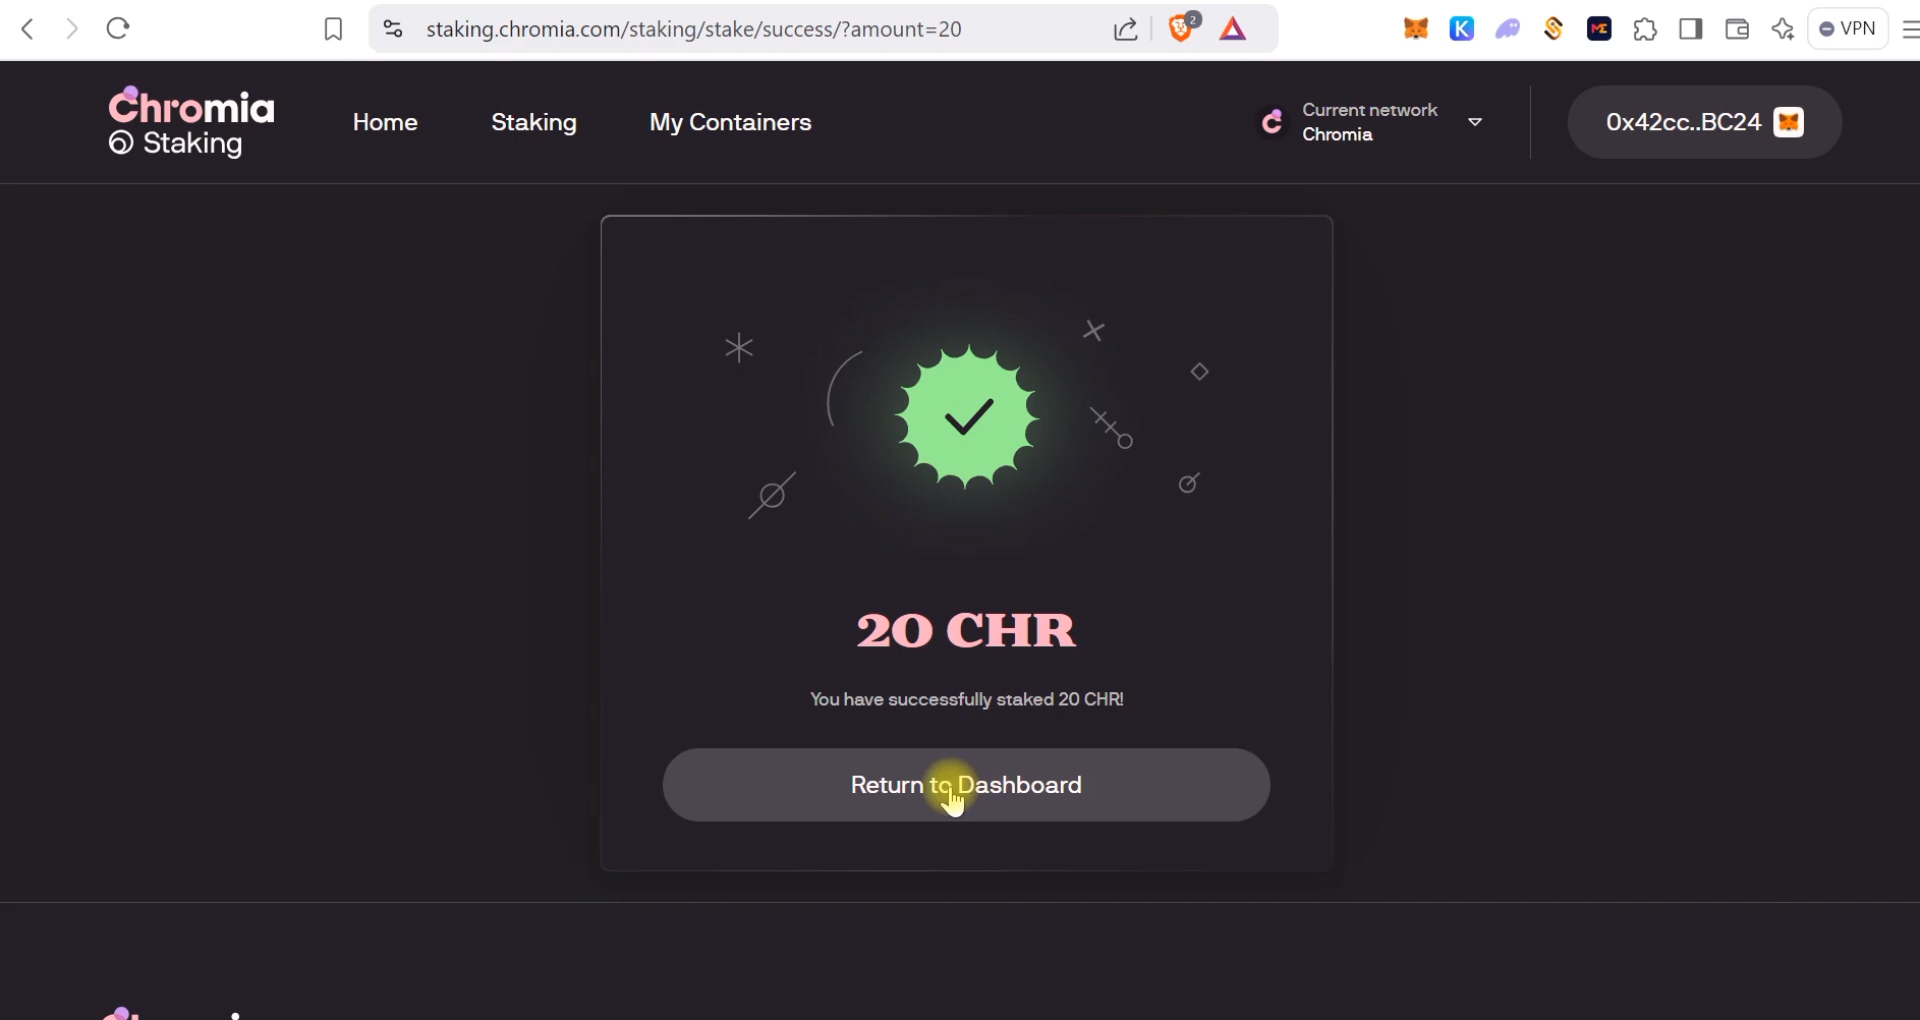 staking.chromia.com/staking/stake/success/?amount=20
2
VPN
Chromia
Staking
Home
Staking
My Containers
Current network
Chromia
0x42cc..BC24
20 CHR
You have successfully staked 20 CHR!
Return to Dashboard